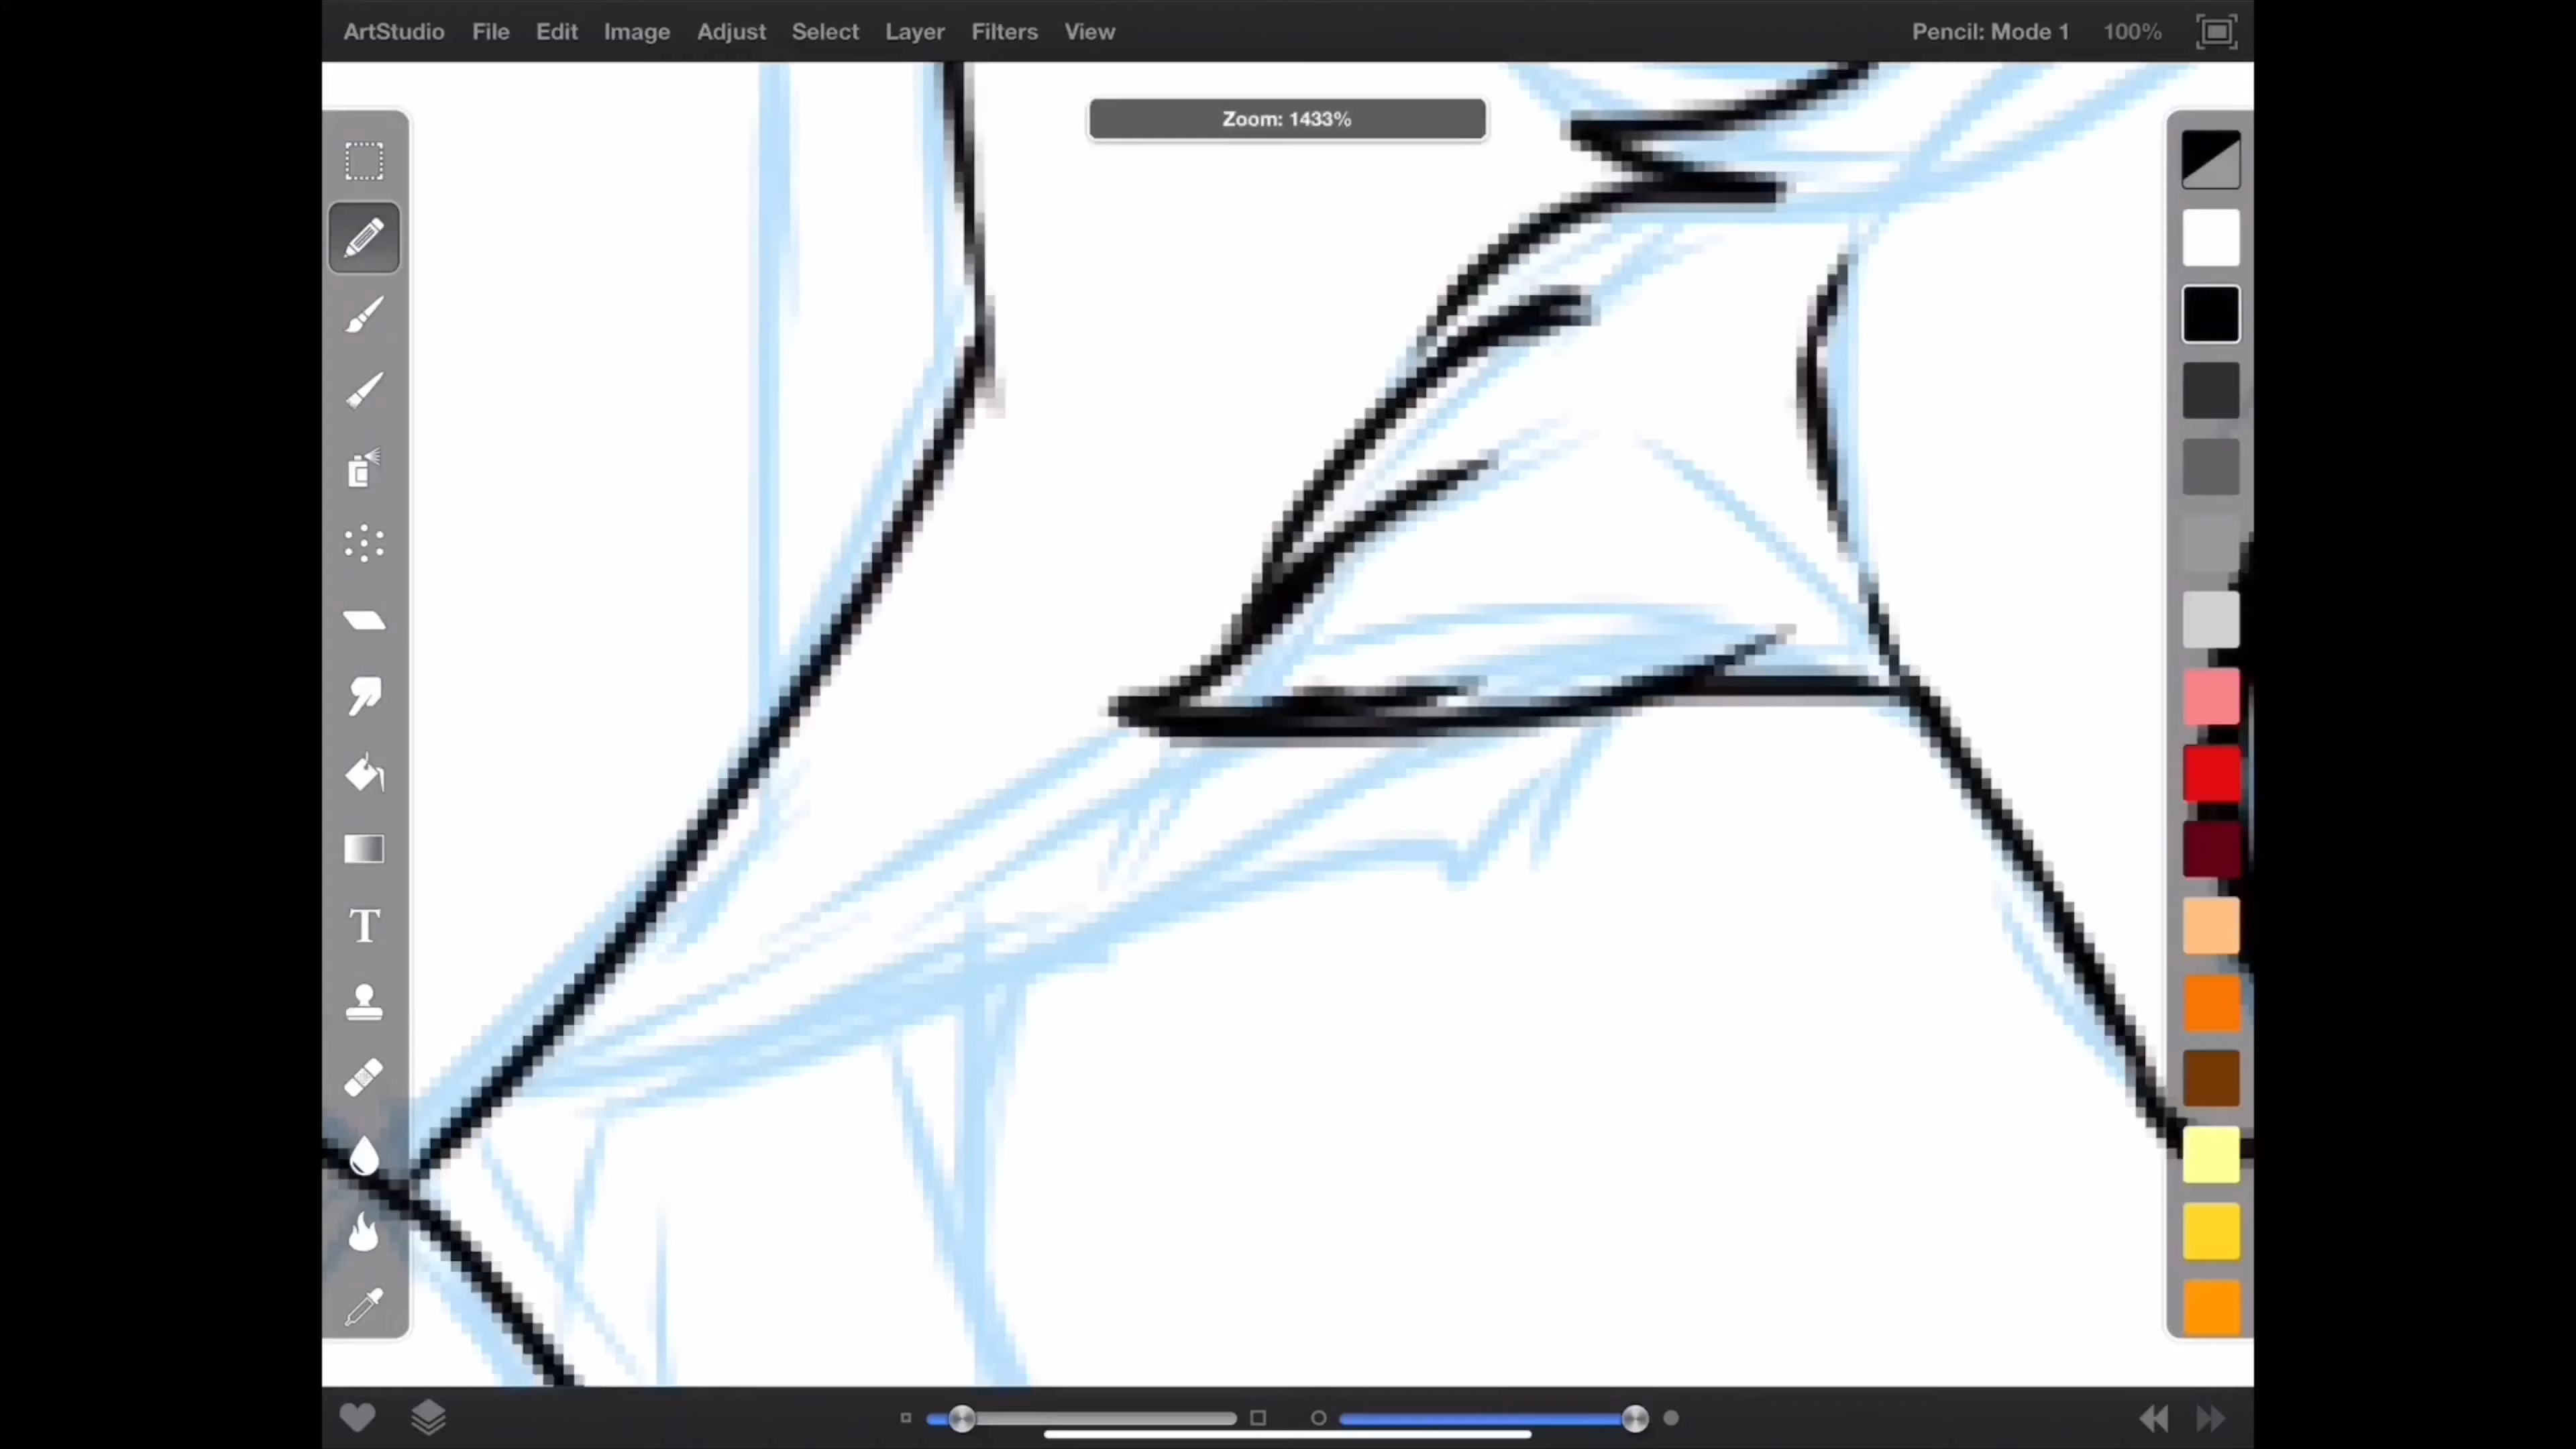 ArtStudio File Edit Image Adjust Select Layer Filters View Pencil: Mode 1 100%
Zoom: 1433%
T